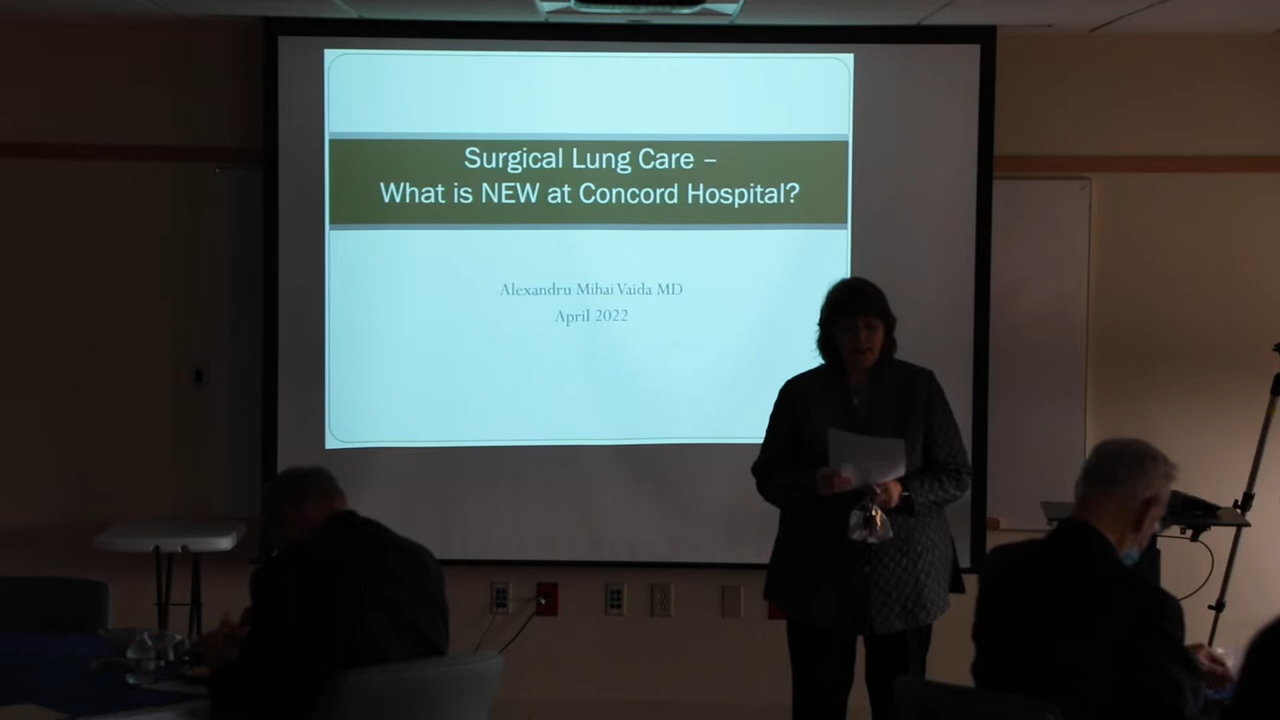 Surgical Lung Care –
What is NEW at Concord Hospital?
Alexandru Mihai Vaida MD
April 2022